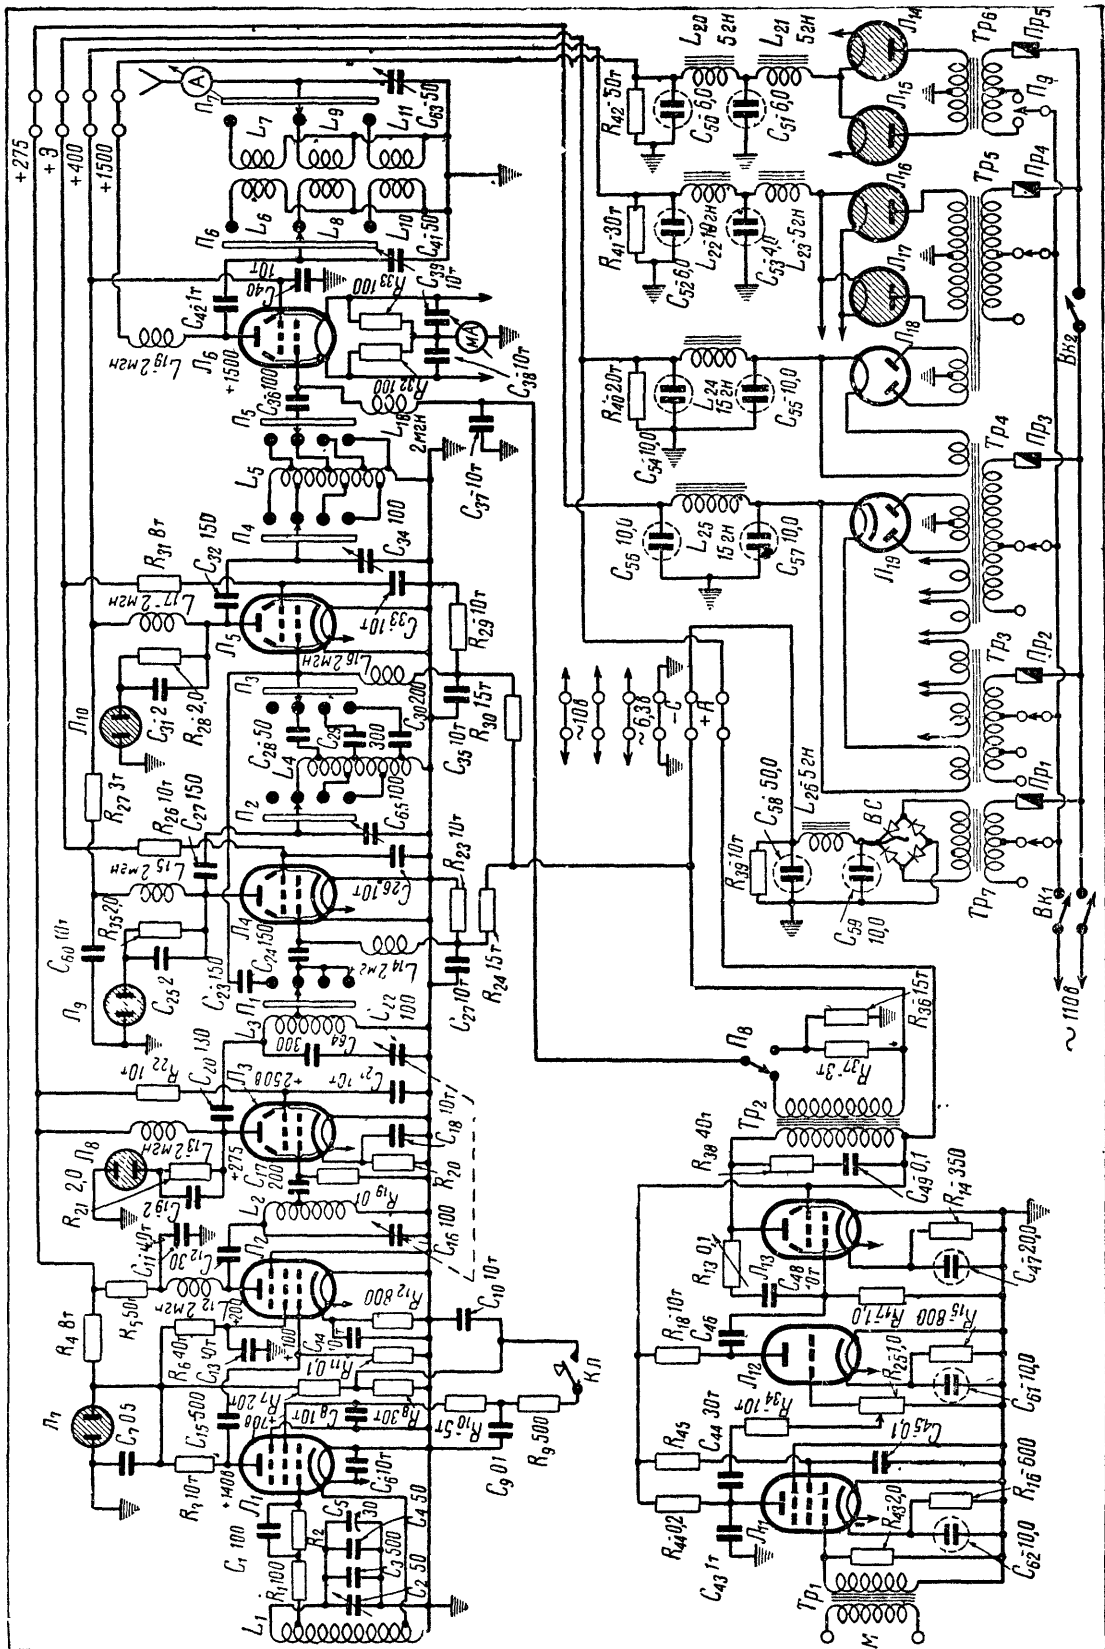 +275
+Э
+400
+1500
L₁
R₁ 100
C₁ 100
R₂
C₂ 50
C₃ 500
C₄ 50
C₅ 30
Л₁
+140В
+70В
R₃ 10т
C₇ 0,5
Л₇
R₄ Вт
C₁₅ 500
R₇ 20т
C₈ 10т
C₆ 10т
R₈ 30т
R₁₀ 5т
C₉ 01
R₉ 500
Кл
C₁₀ 10т
R₅ 50т
R₆ 40т
C₁₃ 10т
+200
+100
C₁₄ 10т
R₁₁ 0,1
R₁₂ 800
L₁₂ 2мгн
C₁₂ 30
Л₂
L₂
C₁₆ 100
C₁₇ 200
R₁₉ 01
R₂₀
C₁₈ 10т
R₂₁ 2,0
C₁₉ 2
Л₈
L₁₃ 2мгн
+275
+250В
Л₃
R₂₂ 10т
C₂₀ 130
C₂₁ 10т
L₃
300
C₆₄
C₂₂ 100
П₁
C₂₃ 150
C₂₄ 150
Л₉
C₂₅ 2
R₃₅ 2,0
C₆₀ 10т
L₁₄ 2мг
C₂₇ 10т
R₂₄ 15т
R₂₃ 10т
Л₄
L₁₅ 2мгн
C₂₇ 150
R₂₆ 10т
R₂₇ 3т
C₂₆ 10т
C₆₅ 100
П₂
L₄
C₂₈ 50
C₂₉ 300
C₃₀ 200
П₃
L₁₆ 2мгн
C₃₅ 10т
R₃₀ 15т
R₂₉ 10т
Л₁₀
C₃₁ 2
R₂₈ 2,0
L₁₇ 2мгн
Л₅
C₃₂ 150
R₃₁ Вт
C₃₃ 10т
C₃₄ 100
П₄
L₅
П₅
C₃₆ 100
L₁₈ 2мгн
C₃₇ 10т
Л₆
+1500
L₁₉ 2мгн
C₄₂ 1т
C₄₀ 10т
R₃₂ 100
R₃₃ 100
C₃₈ 10т
C₃₉ 10т
мА
C₄₁ 50
П₆
L₆
L₈
L₁₀
L₇
L₉
L₁₁
П₇
А
C₆₃ 50
М
Тр₁
R₄₃ 2,0
C₆₂ 10,0
R₁₆ 600
Л₁₁
C₄₃ 1т
R₄₄ 0,2
R₄₅
C₄₄ 30т
C₄₅ 0,1
R₃₄ 10т
R₂₅ 1,0
C₆₁ 10,0
R₁₅ 800
Л₁₂
R₁₈ 10т
C₄₆
R₁₇ 1,0
C₄₈ 10т
R₁₃ 0,1
Л₁₃
C₄₇ 20,0
R₁₄ 350
R₃₈ 40т
C₄₉ 0,1
Тр₂
П₈
R₃₇ 3т
R₃₆ 15т
~10в
~6,3в
-С
+А
~110в
Вк₁
Вк₂
Тр₇
Пр₁
ВС
R₃₉ 10т
C₅₈ 50,0
L₂₆ 5гн
C₅₉ 10,0
Тр₃
Пр₂
Тр₄
Пр₃
Л₁₉
C₅₆ 10,0
L₂₅ 15гн
C₅₇ 10,0
R₄₀ 20т
C₅₄ 10,0
L₂₄ 15гн
C₅₅ 10,0
Л₁₈
Тр₅
Пр₄
Л₁₇
Л₁₆
R₄₁ 30т
C₅₂ 6,0
L₂₂ 10гн
C₅₃ 4,0
L₂₃ 5гн
R₄₂ 50т
C₅₀ 6,0
L₂₀ 5гн
C₅₁ 6,0
L₂₁ 5гн
Л₁₅
Л₁₄
Тр₆
Пр₅
П₉